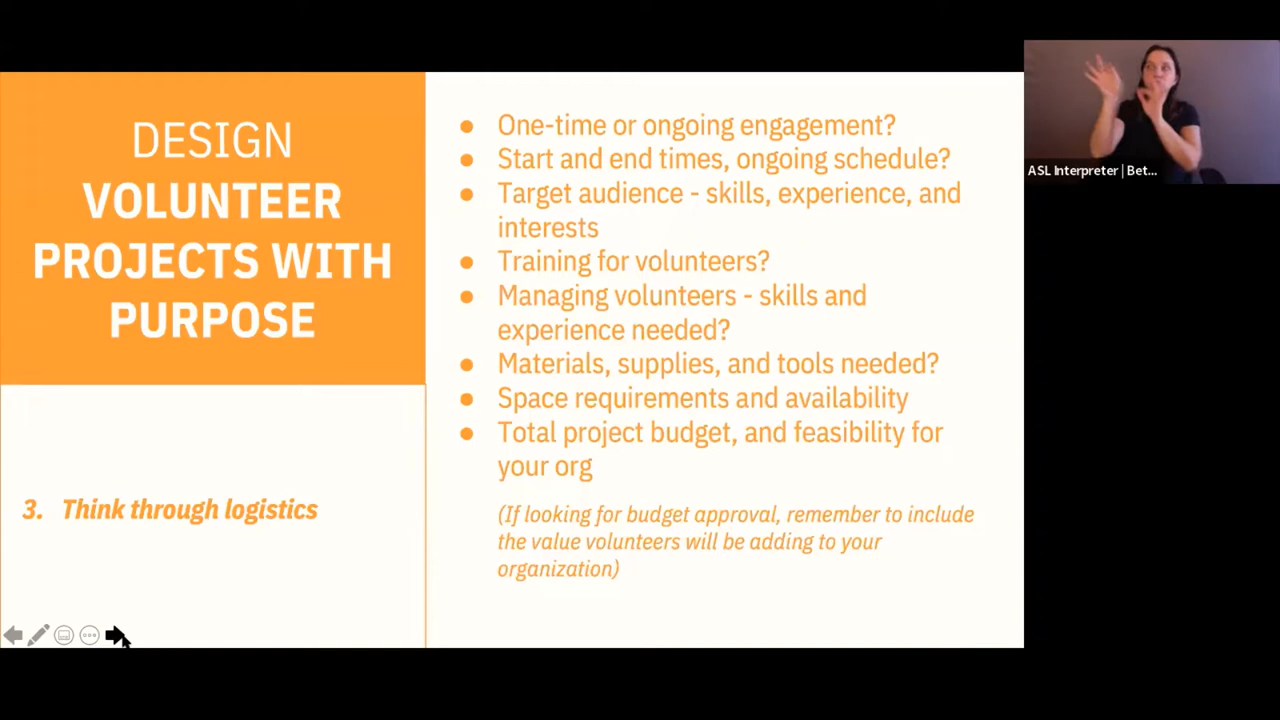 DESIGN
VOLUNTEER
PROJECTS WITH
PURPOSE
3. Think through logistics
● One-time or ongoing engagement?
● Start and end times, ongoing schedule?
● Target audience - skills, experience, and
interests
● Training for volunteers?
● Managing volunteers - skills and
experience needed?
● Materials, supplies, and tools needed?
● Space requirements and availability
● Total project budget, and feasibility for
your org
(If looking for budget approval, remember to include
the value volunteers will be adding to your
organization)
ASL Interpreter | Bet...